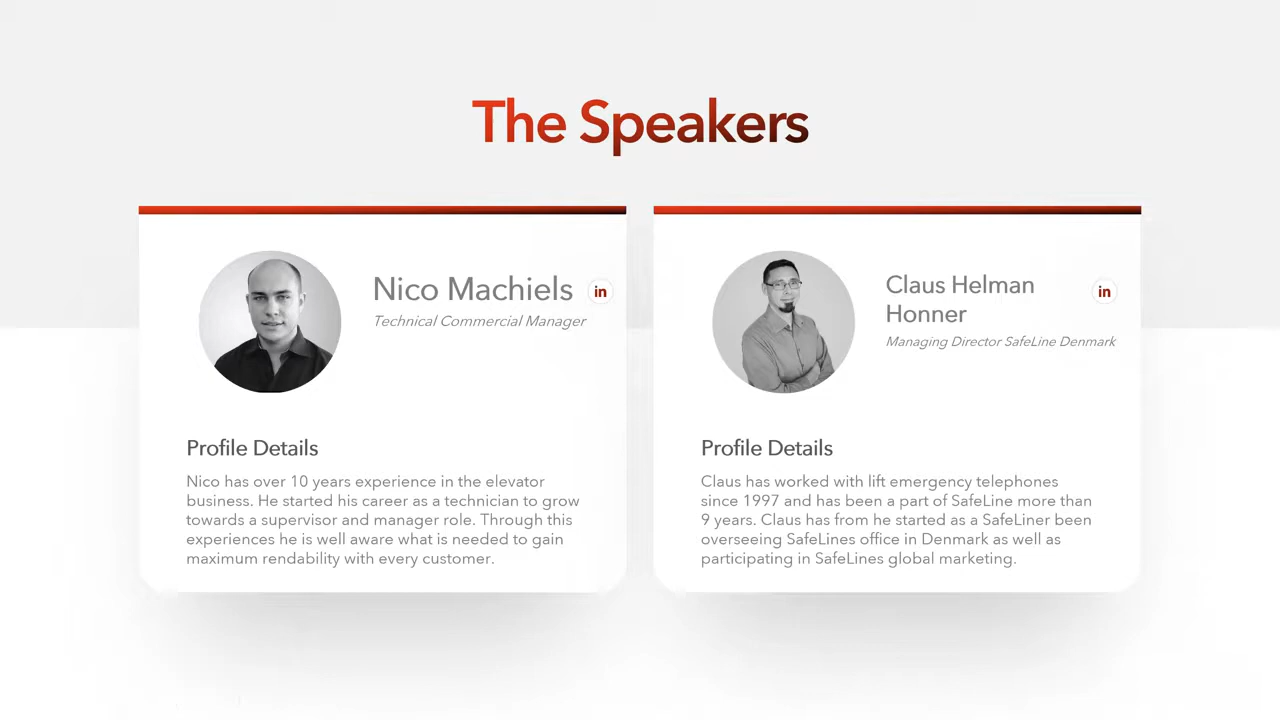 The Speakers
Nico Machiels
in
Technical Commercial Manager
Profile Details
Nico has over 10 years experience in the elevator
business. He started his career as a technician to grow
towards a supervisor and manager role. Through this
experiences he is well aware what is needed to gain
maximum rendability with every customer.
Claus Helman
Honner
in
Managing Director SafeLine Denmark
Profile Details
Claus has worked with lift emergency telephones
since 1997 and has been a part of SafeLine more than
9 years. Claus has from he started as a SafeLiner been
overseeing SafeLines office in Denmark as well as
participating in SafeLines global marketing.